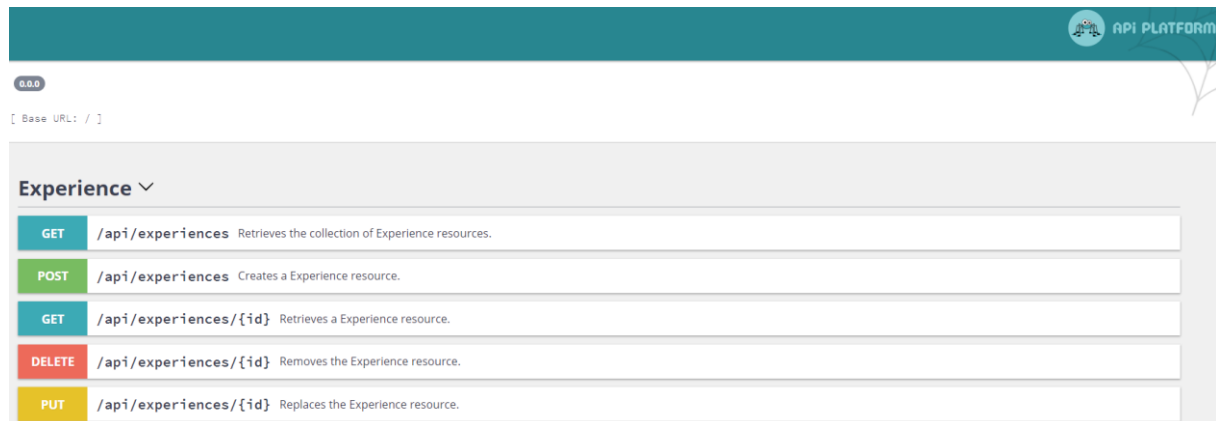 API PLATFORM
0.0.0
[ Base URL: / ]
Experience
GET /api/experiences Retrieves the collection of Experience resources.
POST /api/experiences Creates a Experience resource.
GET /api/experiences/{id} Retrieves a Experience resource.
DELETE /api/experiences/{id} Removes the Experience resource.
PUT /api/experiences/{id} Replaces the Experience resource.